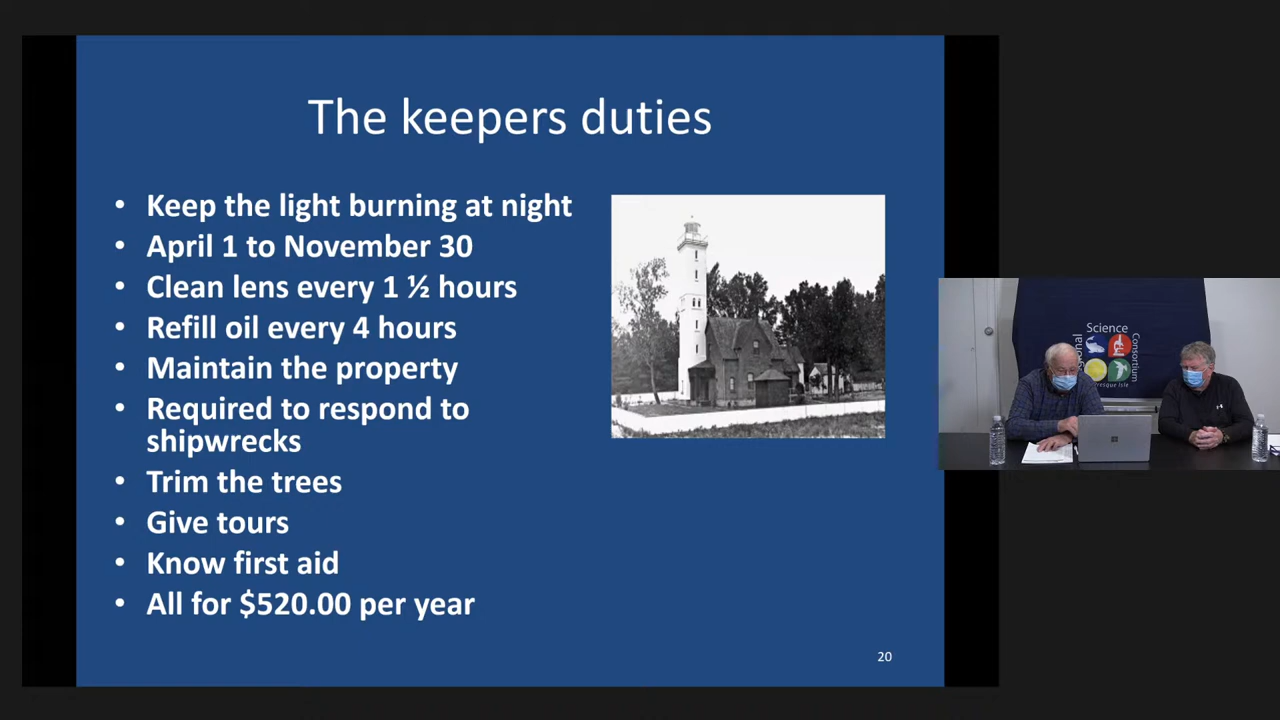 The keepers duties
• Keep the light burning at night
• April 1 to November 30
• Clean lens every 1 ½ hours
• Refill oil every 4 hours
• Maintain the property
• Required to respond to
shipwrecks
• Trim the trees
• Give tours
• Know first aid
• All for $520.00 per year
20
Science
Consortium